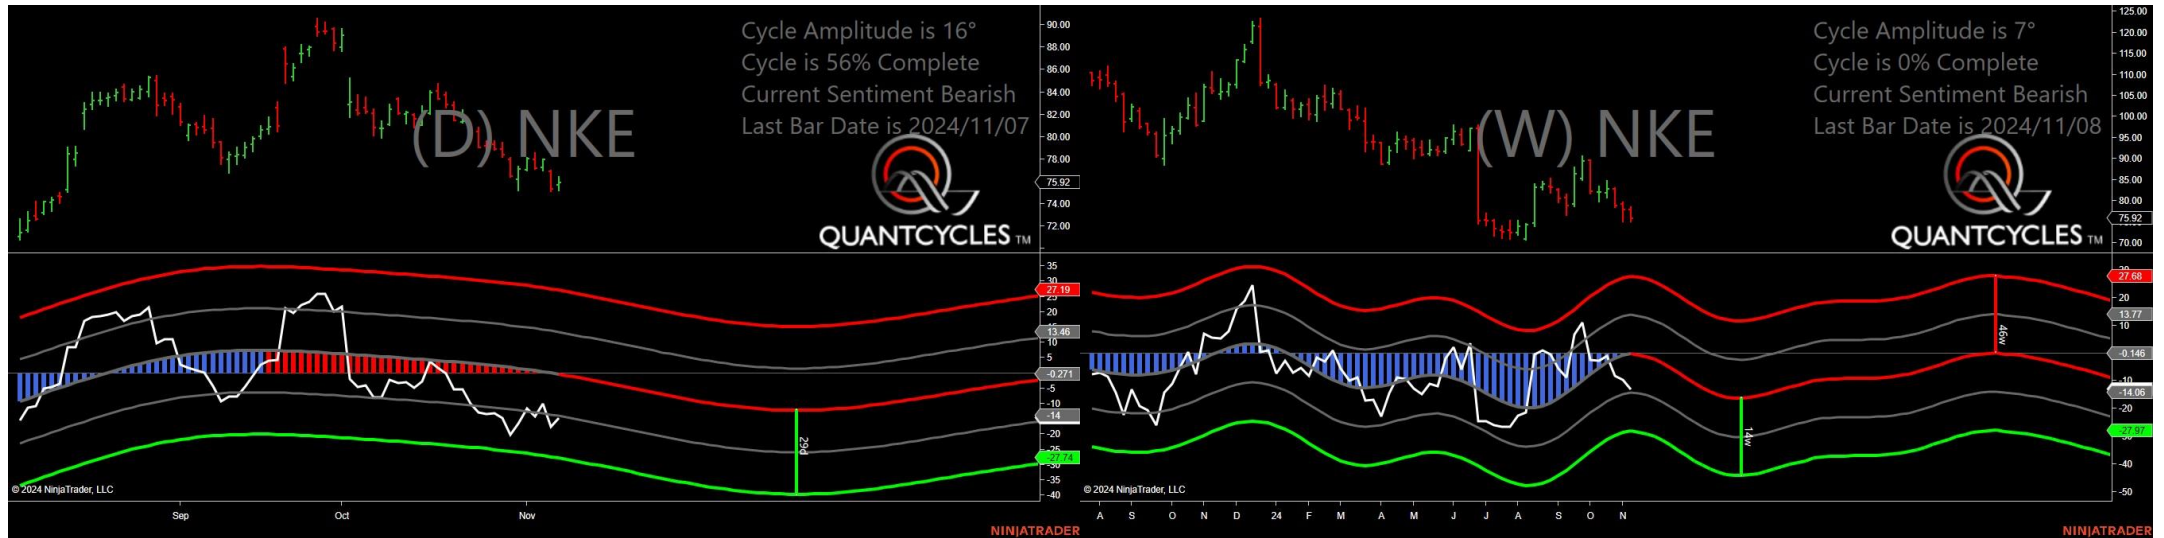 Cycle Amplitude is 16°
Cycle is 56% Complete
Current Sentiment Bearish
Last Bar Date is 2024/11/07
(D) NKE
QUANTCYCLES TM
90.00
88.00
86.00
84.00
82.00
80.00
78.00
75.92
74.00
72.00
35
30
27.19
25
20
13.46
10
5
-0.271
-5
-10
-14
-20
-27.74
-30
-35
-40
29d
© 2024 NinjaTrader, LLC
Sep Oct Nov
NINJATRADER
Cycle Amplitude is 7°
Cycle is 0% Complete
Current Sentiment Bearish
Last Bar Date is 2024/11/08
(W) NKE
QUANTCYCLES TM
125.00
120.00
115.00
110.00
105.00
100.00
95.00
90.00
85.00
80.00
75.92
70.00
27.68
20
13.77
10
-0.146
-10
-14.06
-20
-27.97
-40
-50
46w
14w
© 2024 NinjaTrader, LLC
A S O N D 24 F M A M J J A S O N
NINJATRADER